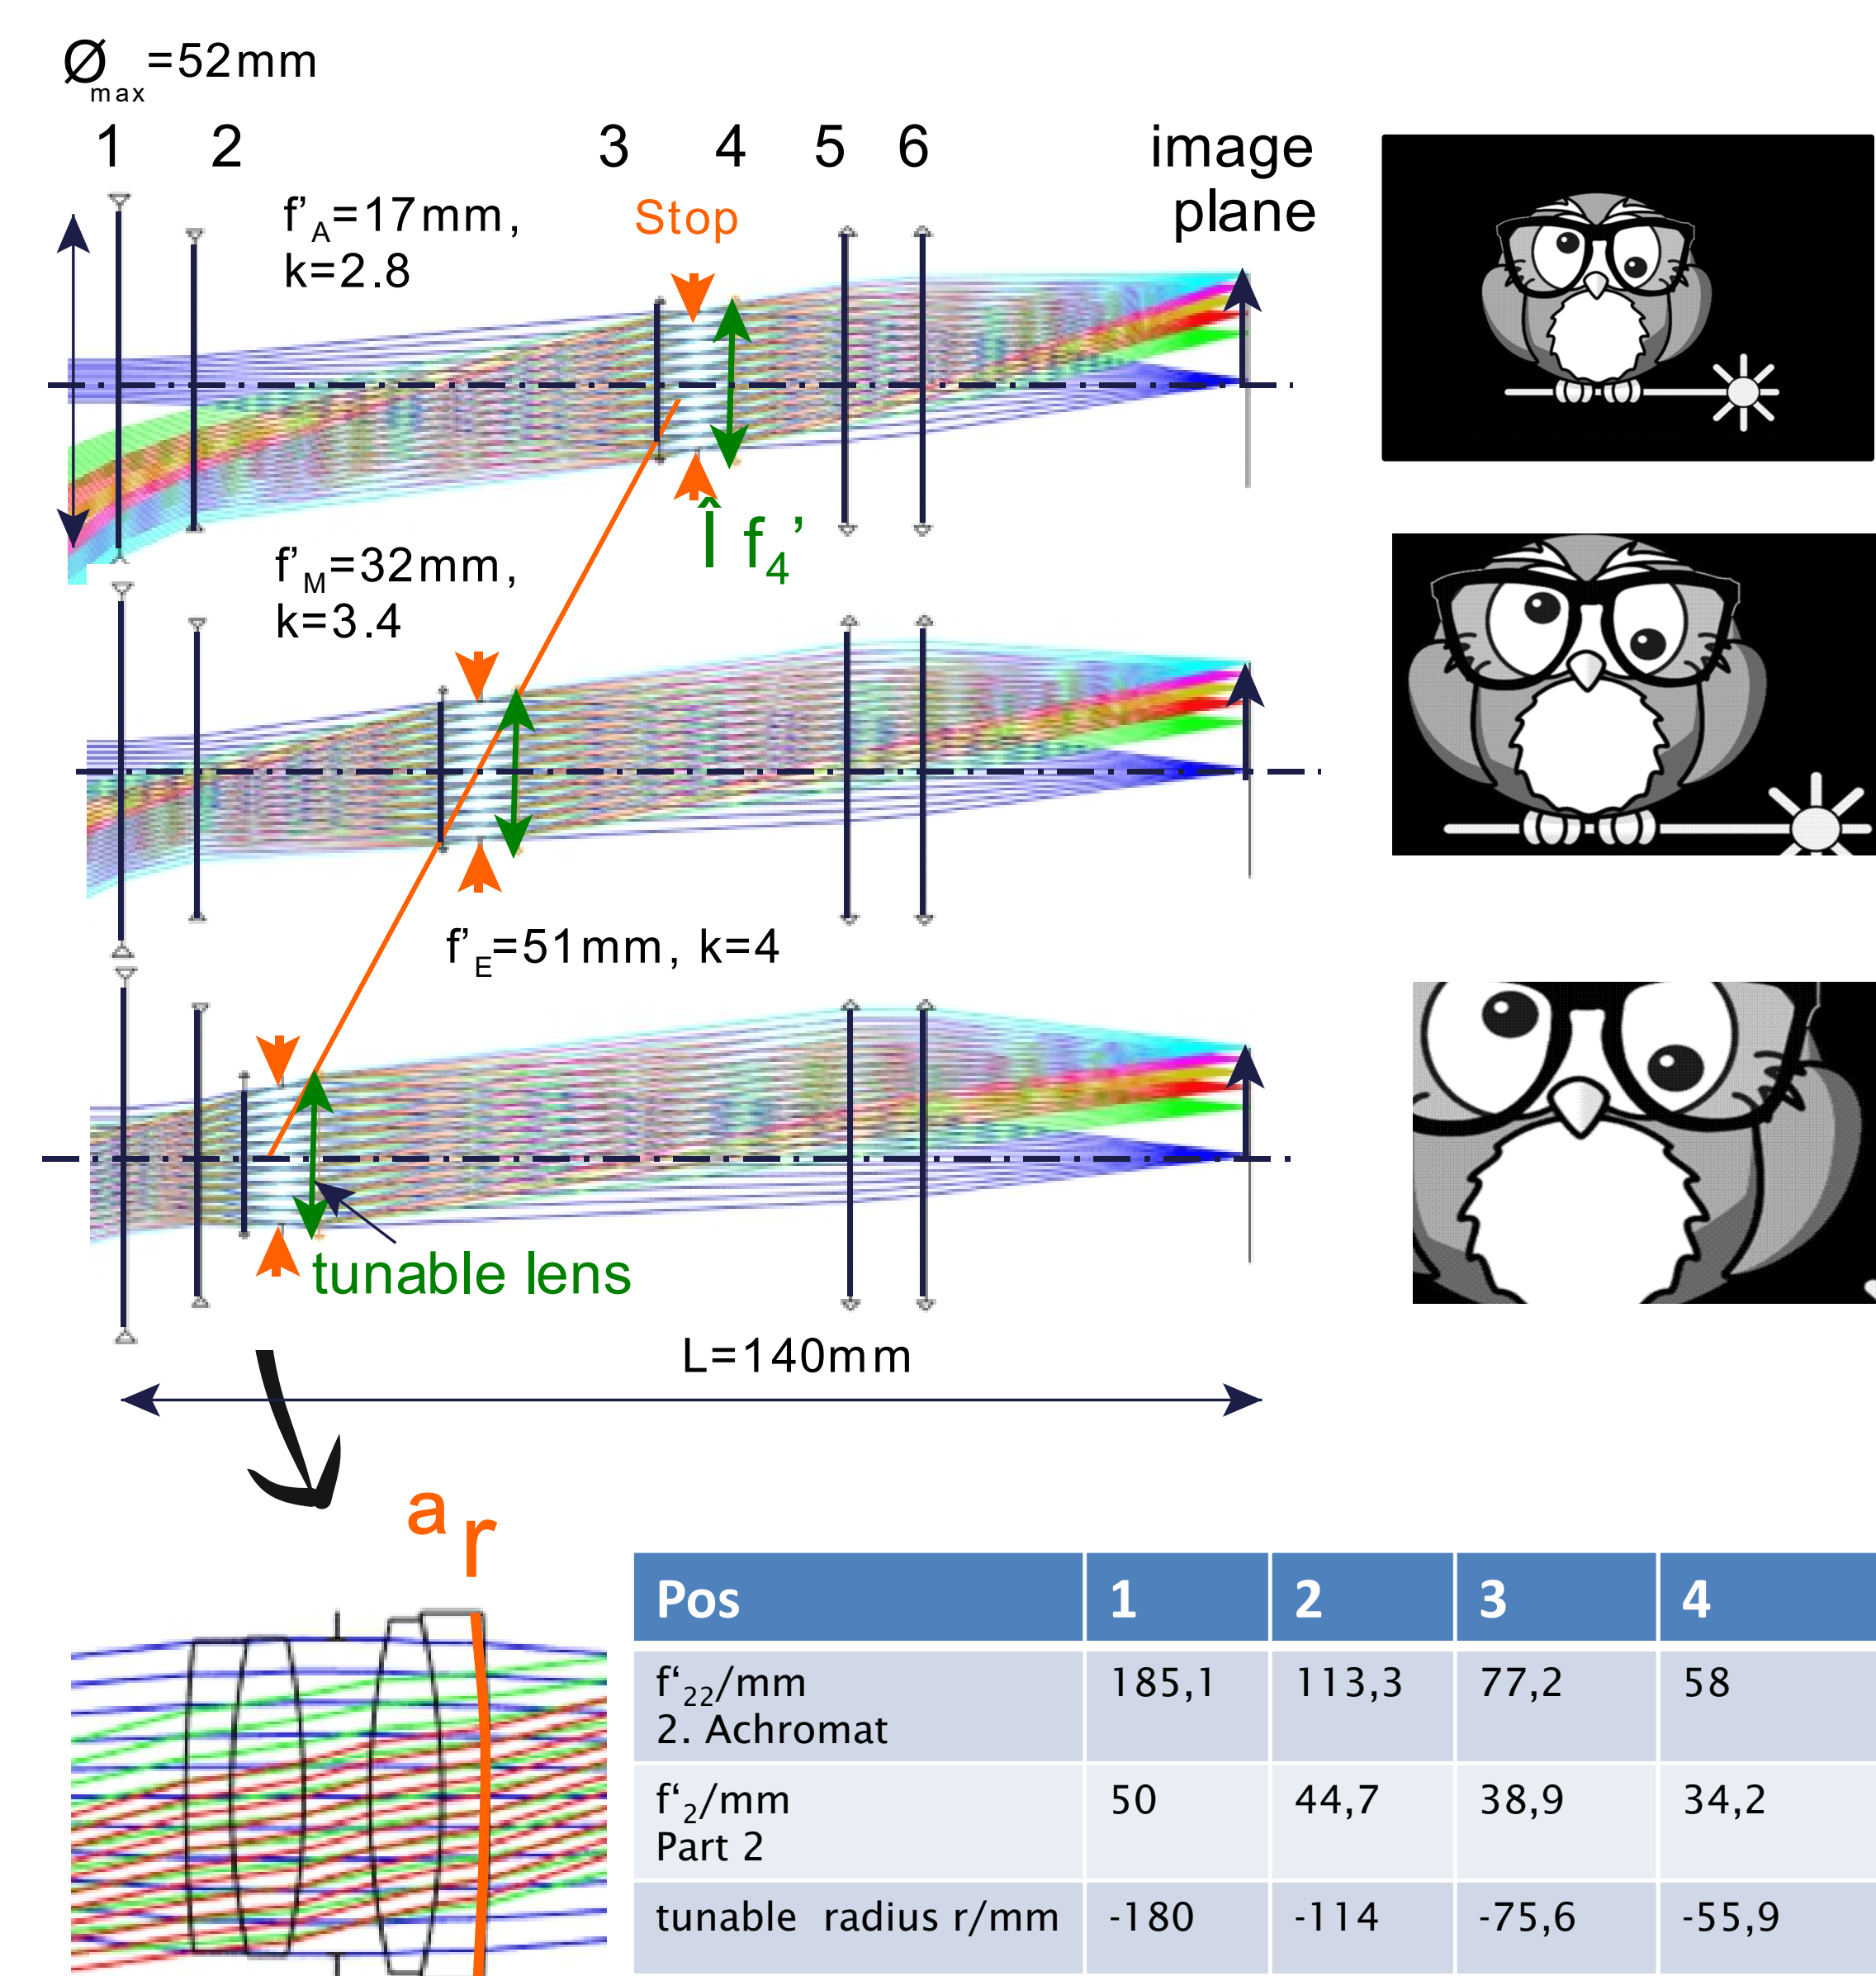 Ømax=52mm
1 2 3 4 5 6 image plane
f'A=17mm,
k=2.8
Stop
Î f4’
f'M=32mm,
k=3.4
f'E=51mm, k=4
tunable lens
L=140mm
a r
Pos 1 2 3 4
f‘22/mm 185,1 113,3 77,2 58
2. Achromat
f‘2/mm 50 44,7 38,9 34,2
Part 2
tunable radius r/mm -180 -114 -75,6 -55,9